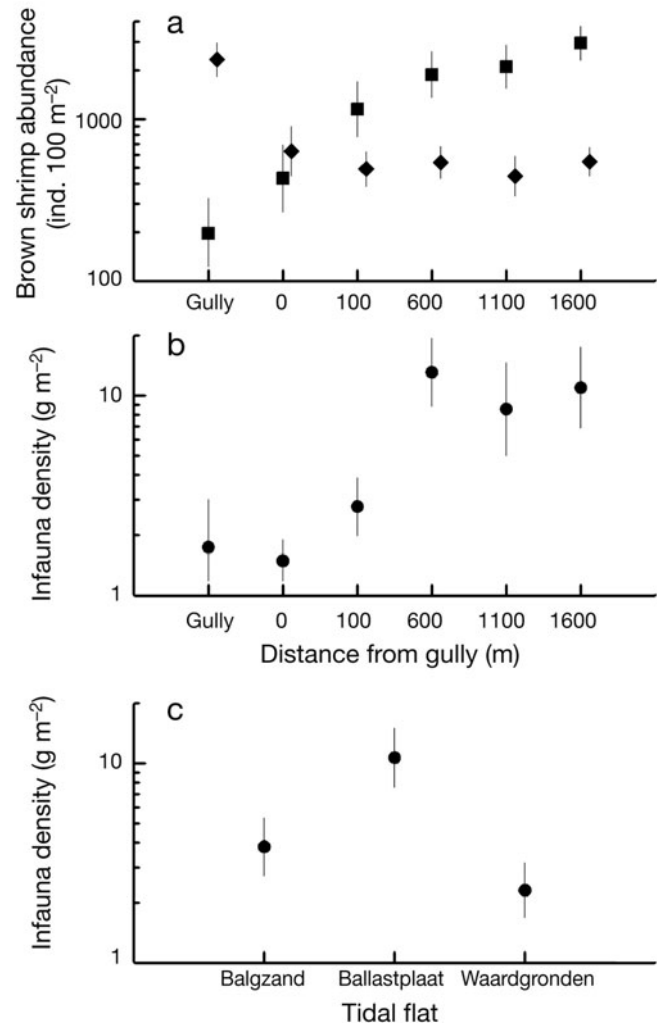 a
Brown shrimp abundance
(ind. 100 m⁻²)
1000
100
Gully 0 100 600 1100 1600
b
Infauna density (g m⁻²)
10
1
Gully 0 100 600 1100 1600
Distance from gully (m)
c
Infauna density (g m⁻²)
10
1
Balgzand Ballastplaat Waardgronden
Tidal flat